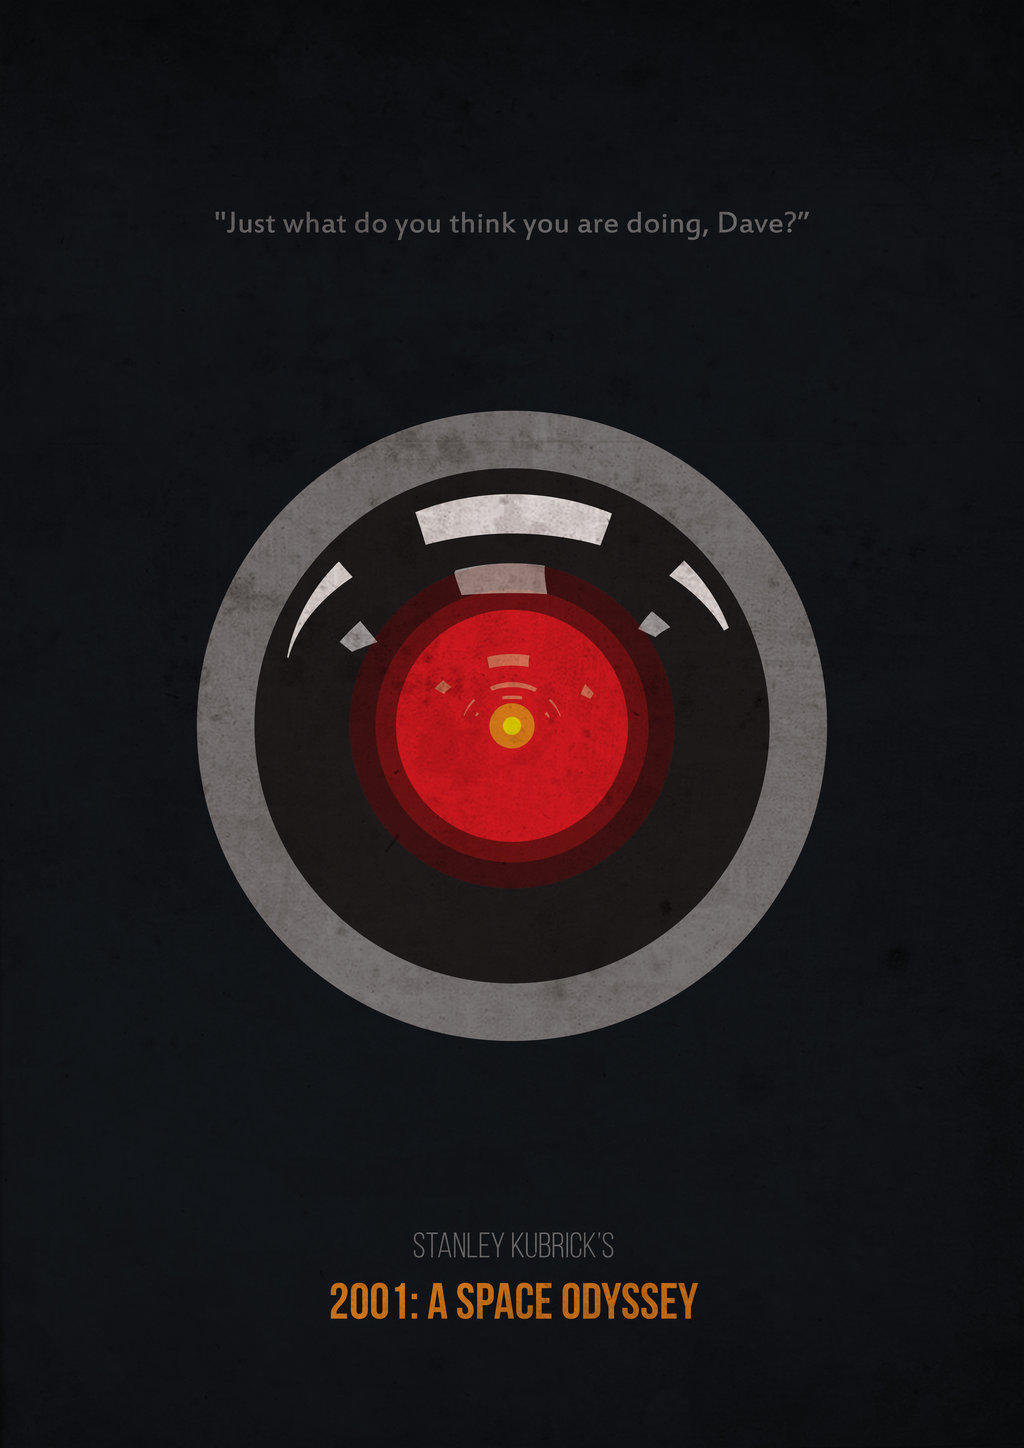 "Just what do you think you are doing, Dave?”
STANLEY KUBRICK'S
2001: A SPACE ODYSSEY